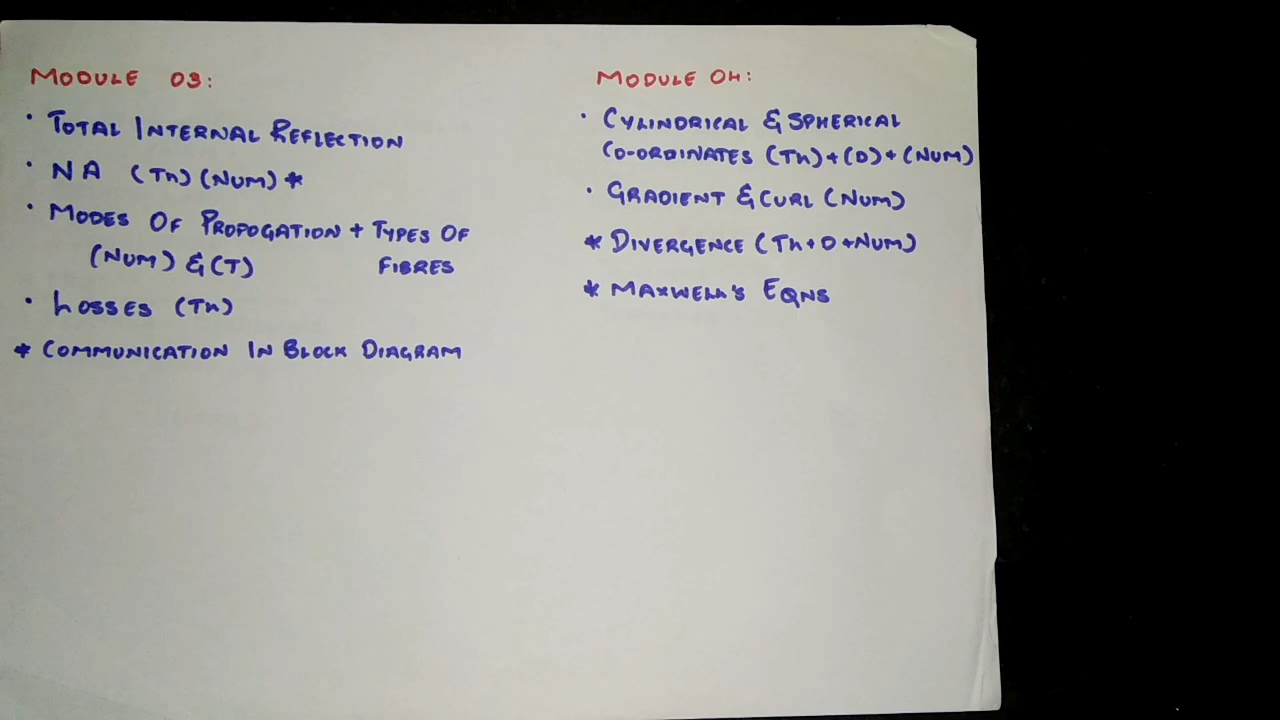 MODULE 03:
• TOTAL INTERNAL REFLECTION
• NA (Th) (NUM) *
• MODES OF PROPOGATION + TYPES OF
(NUM) & (T) FIBRES
• LOSSES (Th)
* COMMUNICATION IN BLOCK DIAGRAM
MODULE 04:
• CYLINDRICAL & SPHERICAL
CO-ORDINATES (Th) + (D) + (NUM)
• GRADIENT & CURL (NUM)
* DIVERGENCE (Th + D + NUM)
* MAXWELL'S EQNS